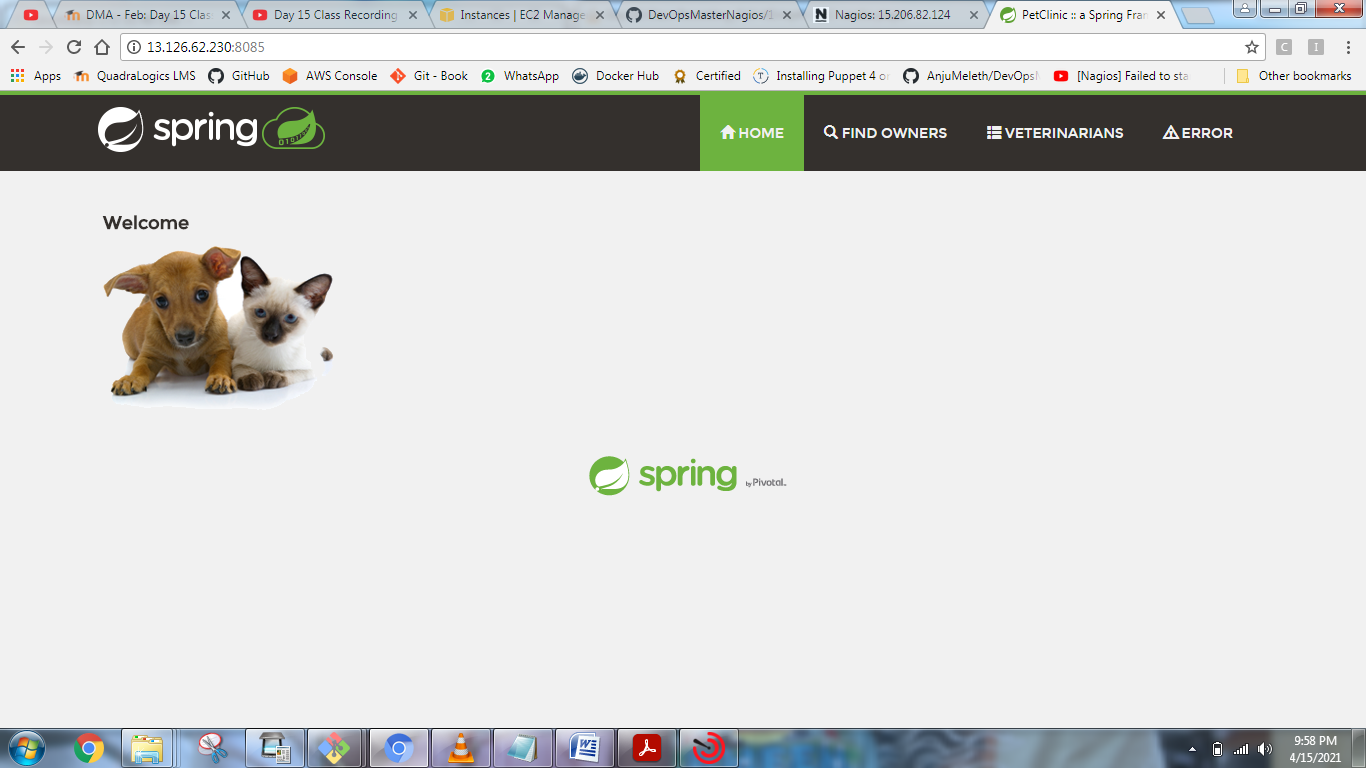 DMA - Feb: Day 15 Clas
Day 15 Class Recording
Instances | EC2 Manage
DevOpsMasterNagios/1
Nagios: 15.206.82.124
PetClinic :: a Spring Fran
13.126.62.230:8085
C
I
Apps
QuadraLogics LMS
GitHub
AWS Console
Git - Book
2
WhatsApp
Docker Hub
Certified
Installing Puppet 4 o
AnjuMeleth/DevOps
[Nagios] Failed to sta
Other bookmarks
spring
HOME
FIND OWNERS
VETERINARIANS
ERROR
Welcome
spring by Pivotal.
9:58 PM
4/15/2021